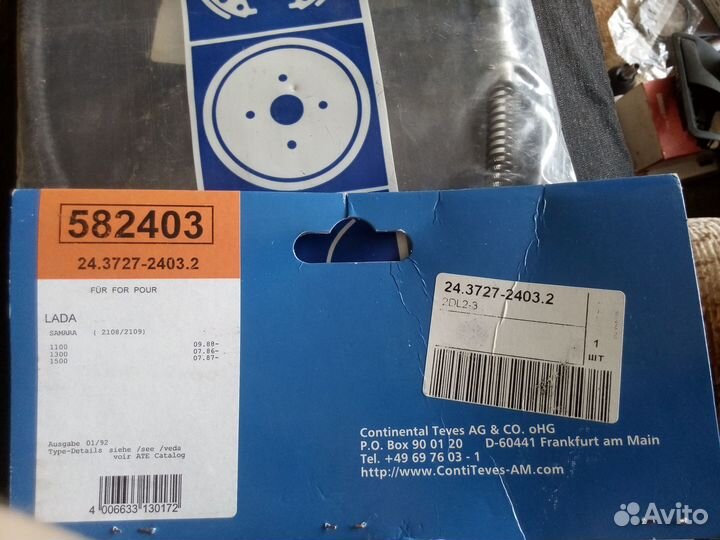 582403
24.3727-2403.2
FÜR FOR POUR
LADA
SAMARA ( 2108/2109)
1100 09.88-
1300 07.86-
1500 07.87-
Ausgabe 01/92
Type-Details siehe /see /veda
voir ATE Catalog
4 006633 130172
24.3727-2403.2
2DL2-3
1
шт
Continental Teves AG & CO. oHG
P.O. Box 90 01 20 D-60441 Frankfurt am Main
Tel. +49 69 76 03 - 1
http://www.ContiTeves-AM.com
Avito